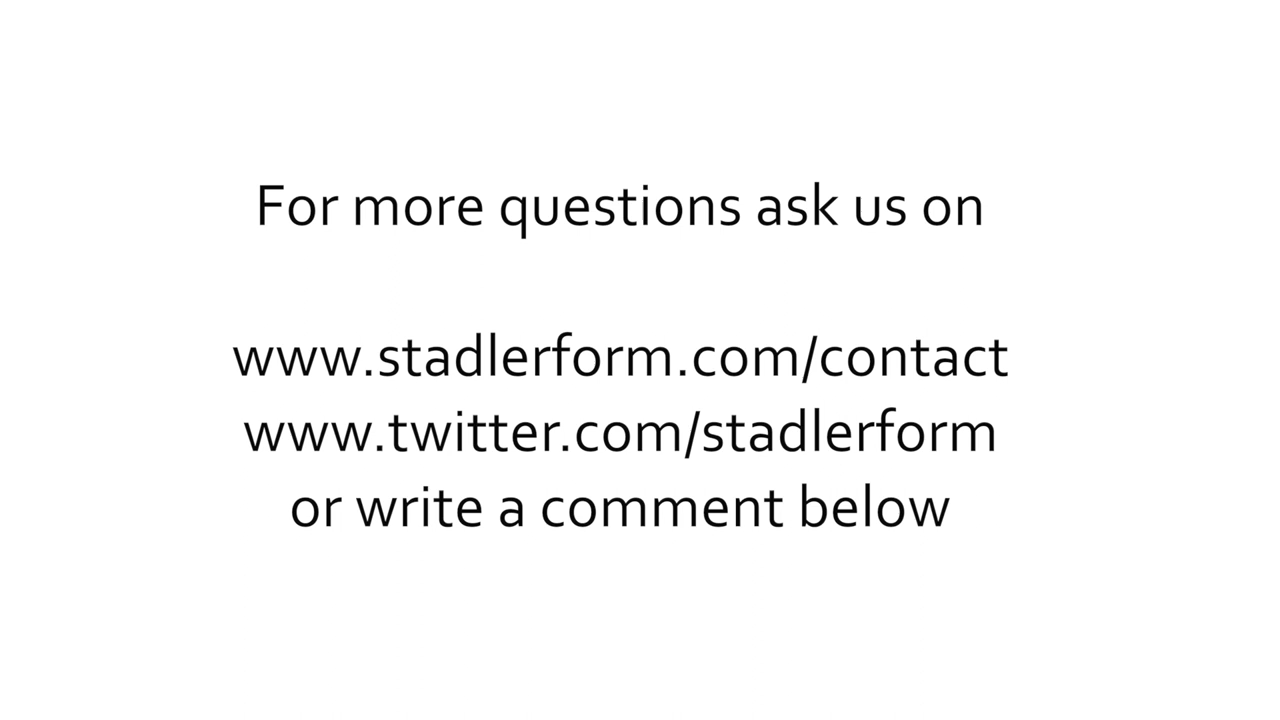 For more questions ask us on
www.stadlerform.com/contact
www.twitter.com/stadlerform
or write a comment below